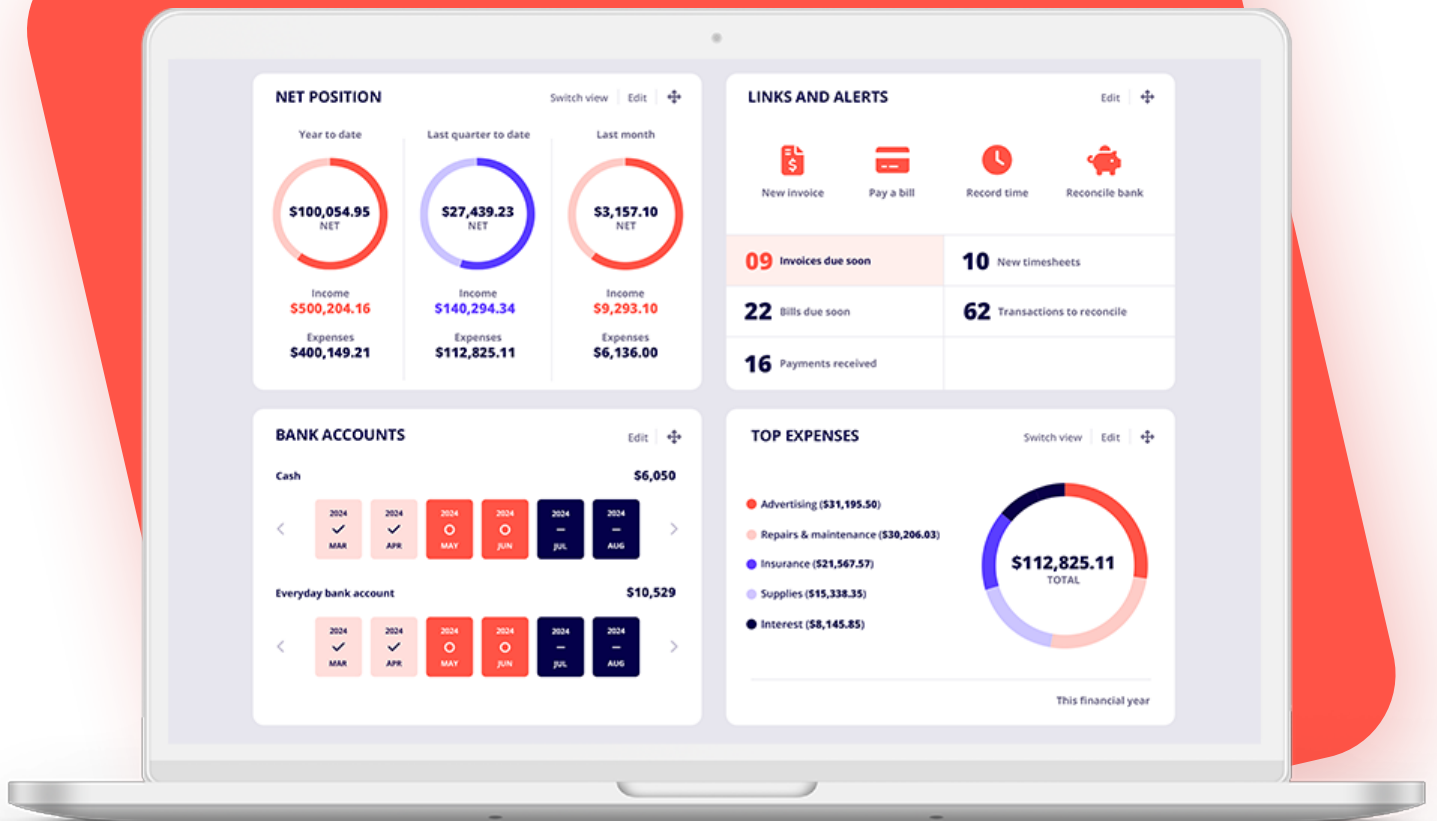 NET POSITION
Switch view
Edit
Year to date
Last quarter to date
Last month
$100,054.95
NET
$27,439.23
NET
$3,157.10
NET
Income
$500,204.16
Income
$140,294.34
Income
$9,293.10
Expenses
$400,149.21
Expenses
$112,825.11
Expenses
$6,136.00
LINKS AND ALERTS
Edit
New invoice
Pay a bill
Record time
Reconcile bank
09 Invoices due soon
10 New timesheets
22 Bills due soon
62 Transactions to reconcile
16 Payments received
BANK ACCOUNTS
Edit
Cash
$6,050
2024
MAR
2024
APR
2024
MAY
2024
JUN
2024
JUL
2024
AUG
Everyday bank account
$10,529
2024
MAR
2024
APR
2024
MAY
2024
JUN
2024
JUL
2024
AUG
TOP EXPENSES
Switch view
Edit
Advertising ($31,195.50)
Repairs & maintenance ($30,206.03)
Insurance ($21,567.57)
Supplies ($15,338.35)
Interest ($8,145.85)
$112,825.11
TOTAL
This financial year